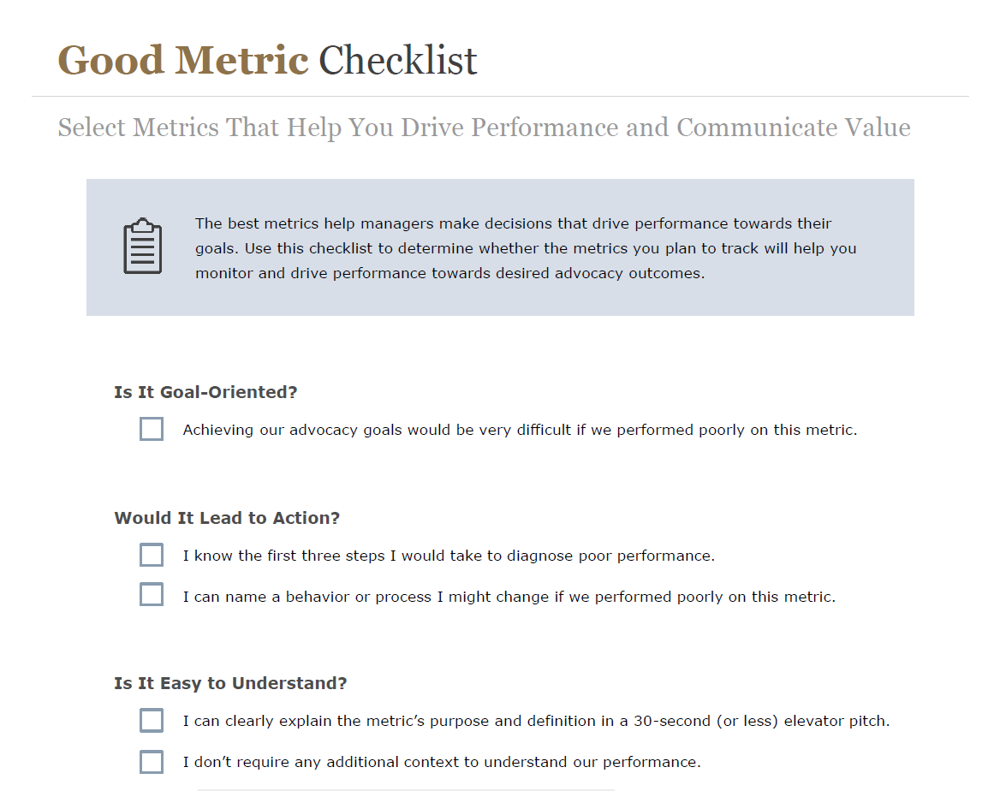 Good Metric Checklist
Select Metrics That Help You Drive Performance and Communicate Value
The best metrics help managers make decisions that drive performance towards their
goals. Use this checklist to determine whether the metrics you plan to track will help you
monitor and drive performance towards desired advocacy outcomes.
Is It Goal-Oriented?
Achieving our advocacy goals would be very difficult if we performed poorly on this metric.
Would It Lead to Action?
I know the first three steps I would take to diagnose poor performance.
I can name a behavior or process I might change if we performed poorly on this metric.
Is It Easy to Understand?
I can clearly explain the metric’s purpose and definition in a 30-second (or less) elevator pitch.
I don’t require any additional context to understand our performance.